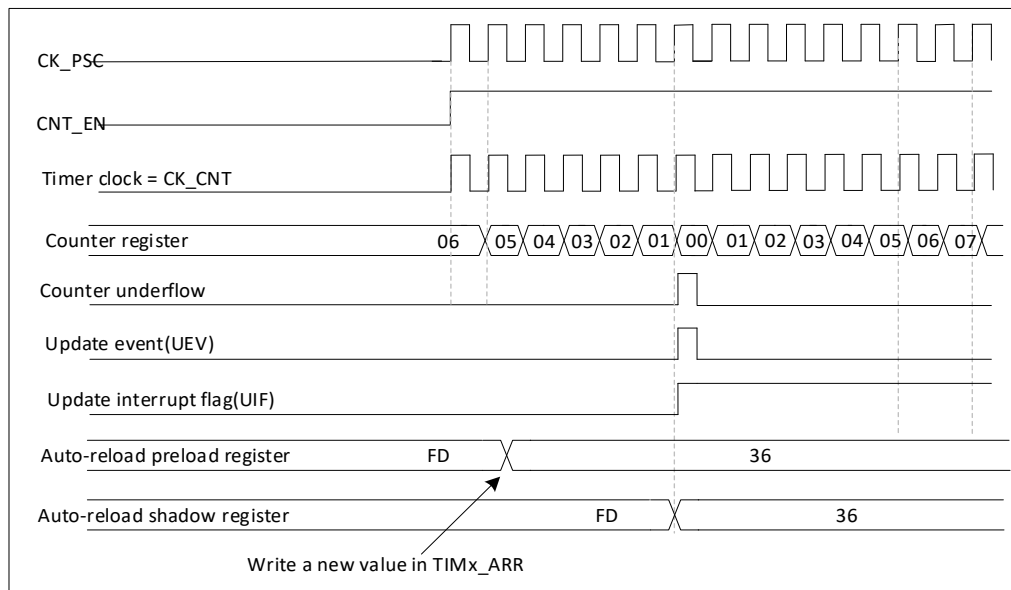 CK_PSC
CNT_EN
Timer clock = CK_CNT
Counter register 06 05 04 03 02 01 00 01 02 03 04 05 06 07
Counter underflow
Update event(UEV)
Update interrupt flag(UIF)
Auto-reload preload register FD 36
Auto-reload shadow register FD 36
Write a new value in TIMx_ARR